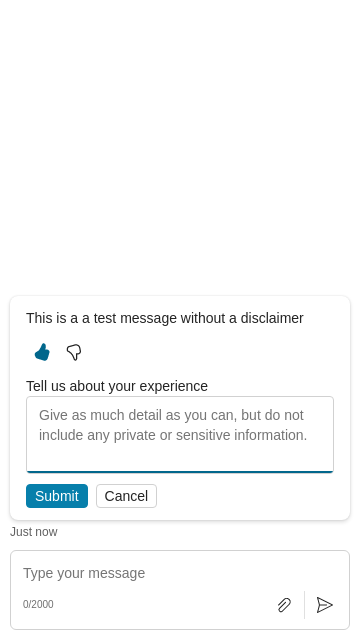 This is a a test message without a disclaimer
Tell us about your experience
Give as much detail as you can, but do not
include any private or sensitive information.
Submit Cancel
Just now
Type your message
0/2000